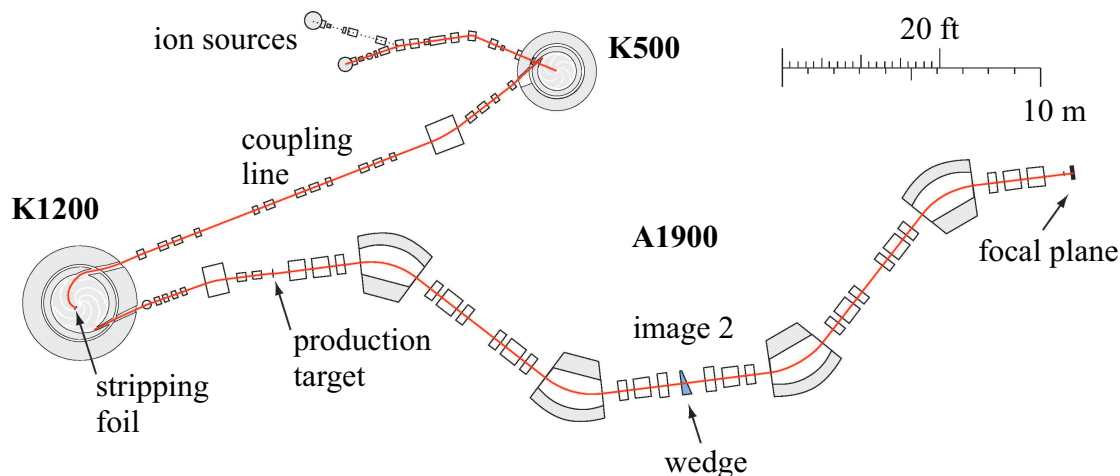 ion sources
K500
20 ft
10 m
coupling
line
K1200
A1900
focal plane
production
target
image 2
stripping
foil
wedge